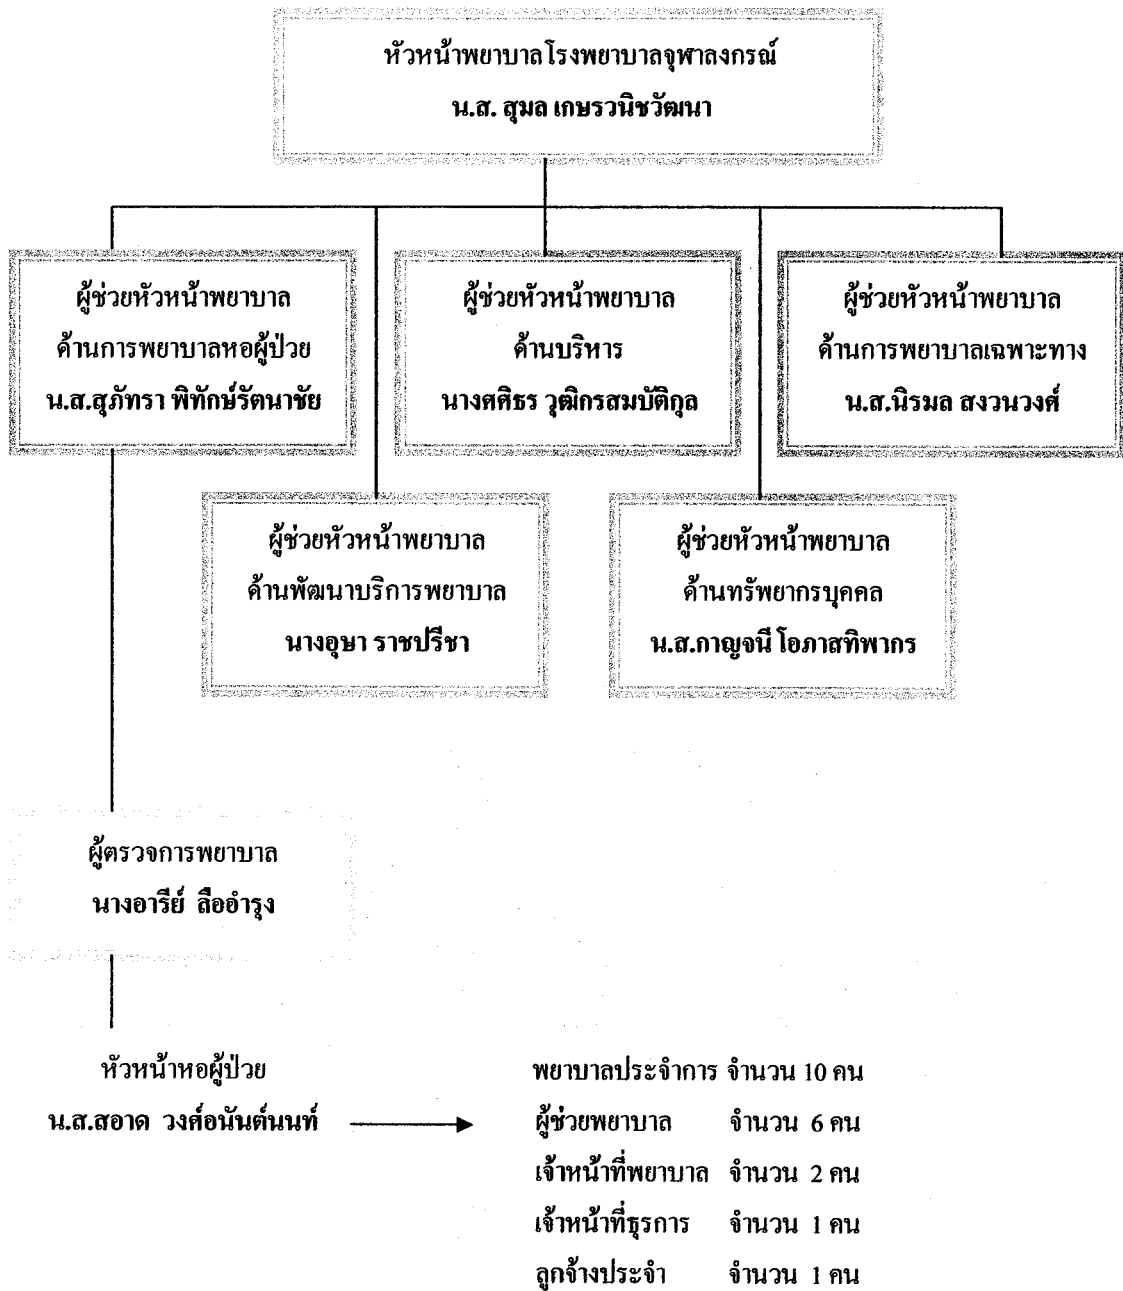 หัวหน้าพยาบาลโรงพยาบาลจุฬาลงกรณ์
น.ส. สุมล เกษรวนิชวัฒนา
ผู้ช่วยหัวหน้าพยาบาล
ด้านการพยาบาลหอผู้ป่วย
น.ส.สุภัทรา พิทักษ์รัตนาชัย
ผู้ช่วยหัวหน้าพยาบาล
ด้านบริหาร
นางศศิธร วุฒิกรสมบัติกุล
ผู้ช่วยหัวหน้าพยาบาล
ด้านการพยาบาลเฉพาะทาง
น.ส.นิรมล สงวนวงศ์
ผู้ช่วยหัวหน้าพยาบาล
ด้านพัฒนาบริการพยาบาล
นางอุษา ราชปรีชา
ผู้ช่วยหัวหน้าพยาบาล
ด้านทรัพยากรบุคคล
น.ส.กาญจนี โอภาสทิพากร
ผู้ตรวจการพยาบาล
นางอารีย์ ลืออำรุง
หัวหน้าหอผู้ป่วย
น.ส.สอาด วงศ์อนันต์นนท์
พยาบาลประจำการ จำนวน 10 คน
ผู้ช่วยพยาบาล จำนวน 6 คน
เจ้าหน้าที่พยาบาล จำนวน 2 คน
เจ้าหน้าที่ธุรการ จำนวน 1 คน
ลูกจ้างประจำ จำนวน 1 คน